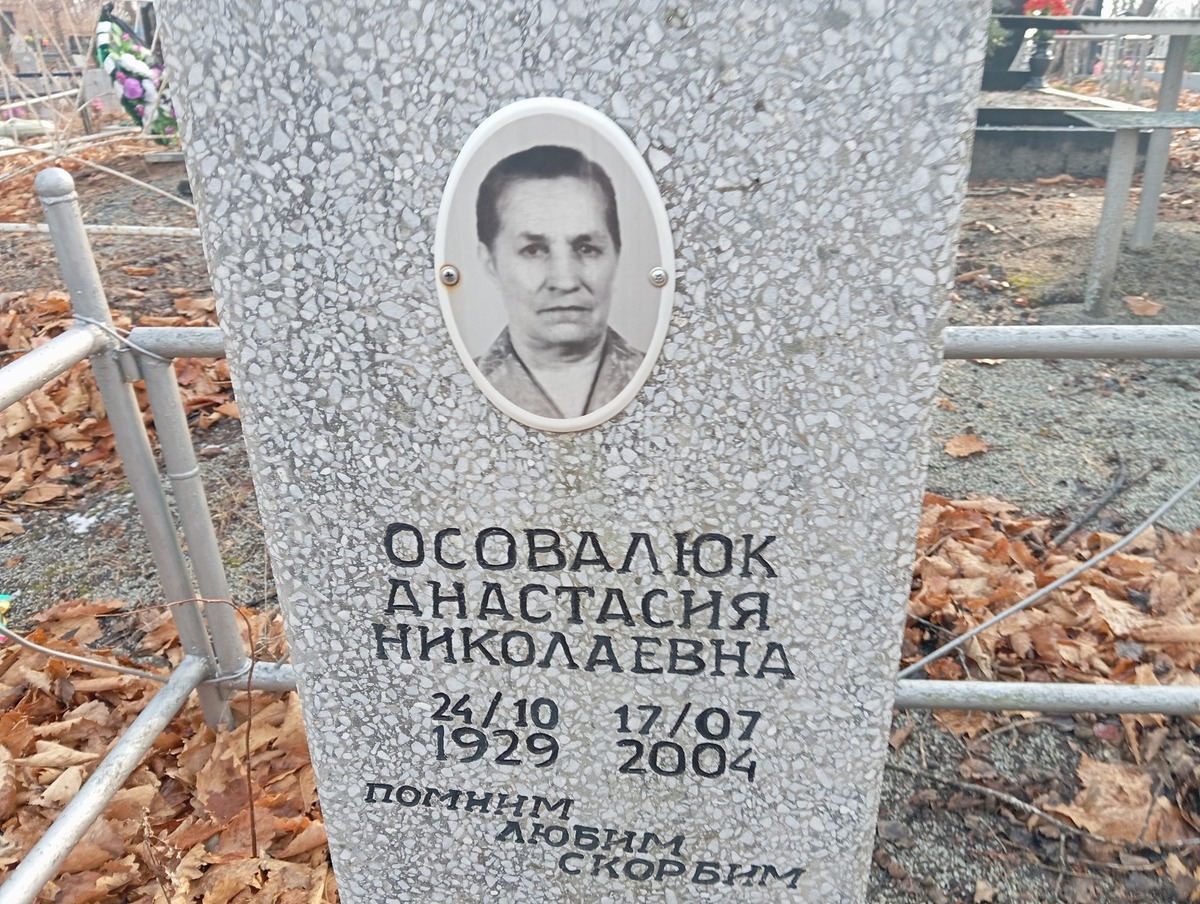 ОСОВАЛЮК
АНАСТАСИЯ
НИКОЛАЕВНА
24/10 17/07
1929 2004
ПОМНИМ
ЛЮБИМ
СКОРБИМ